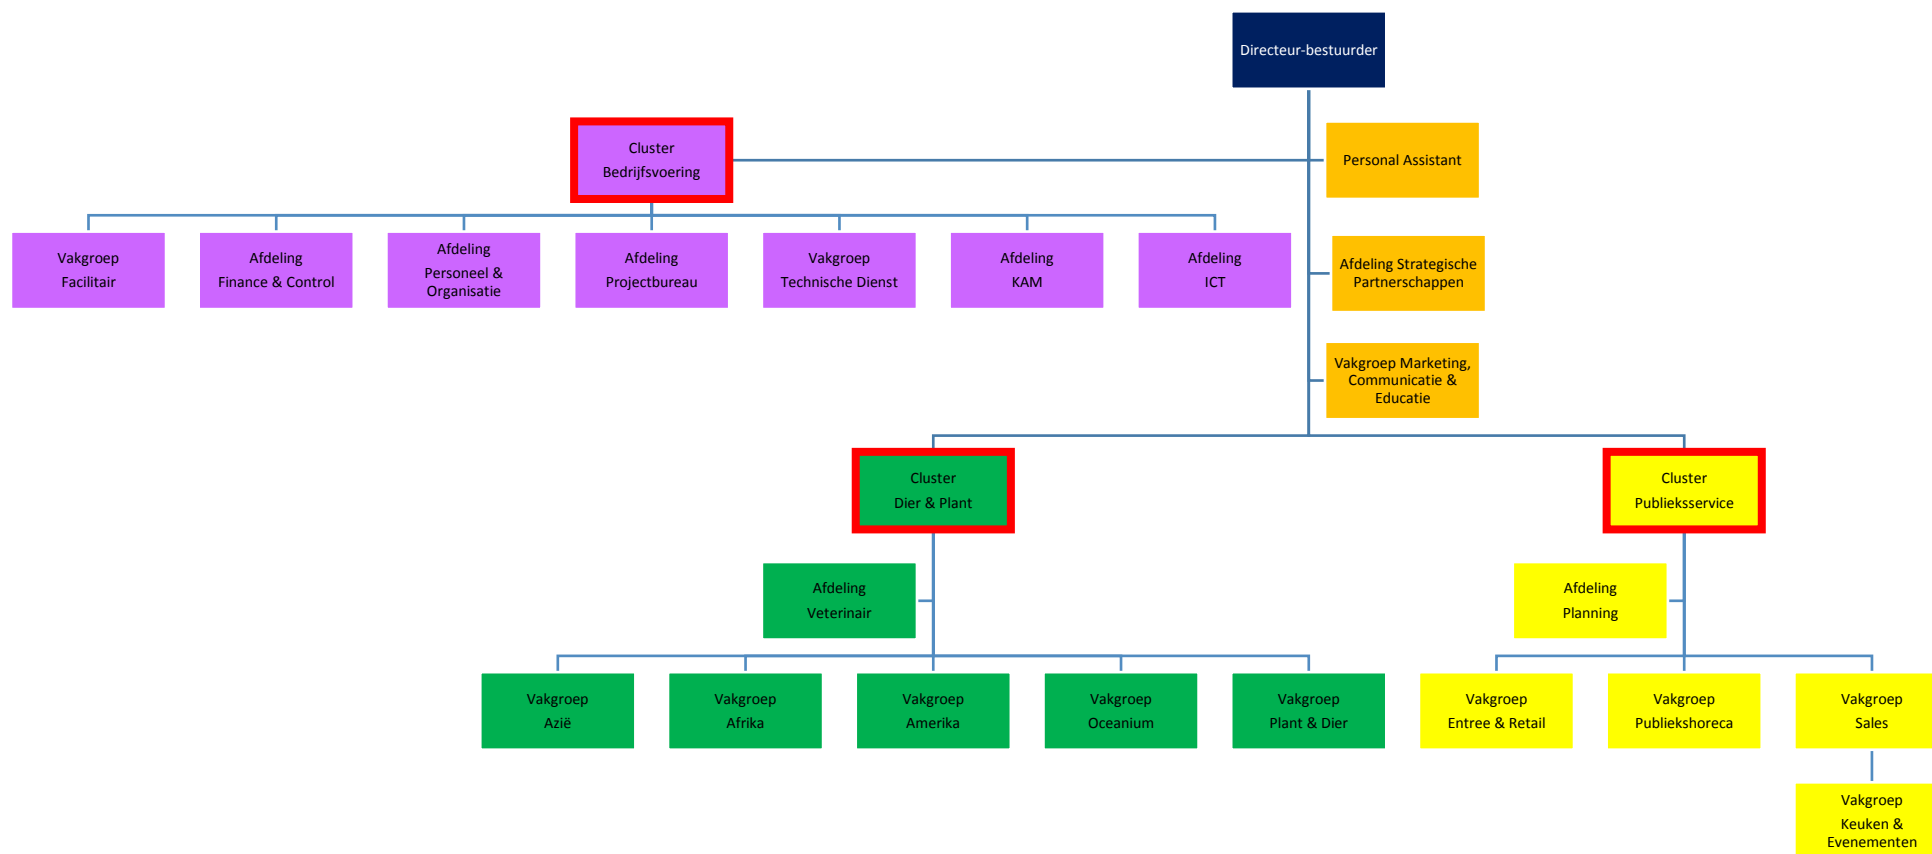 Directeur-bestuurder
Cluster
Bedrijfsvoering
Personal Assistant
Vakgroep
Facilitair
Afdeling
Finance & Control
Afdeling
Personeel &
Organisatie
Afdeling
Projectbureau
Vakgroep
Technische Dienst
Afdeling
KAM
Afdeling
ICT
Afdeling Strategische
Partnerschappen
Vakgroep Marketing,
Communicatie &
Educatie
Cluster
Dier & Plant
Cluster
Publieksservice
Afdeling
Veterinair
Afdeling
Planning
Vakgroep
Azië
Vakgroep
Afrika
Vakgroep
Amerika
Vakgroep
Oceanium
Vakgroep
Plant & Dier
Vakgroep
Entree & Retail
Vakgroep
Publiekshoreca
Vakgroep
Sales
Vakgroep
Keuken &
Evenementen